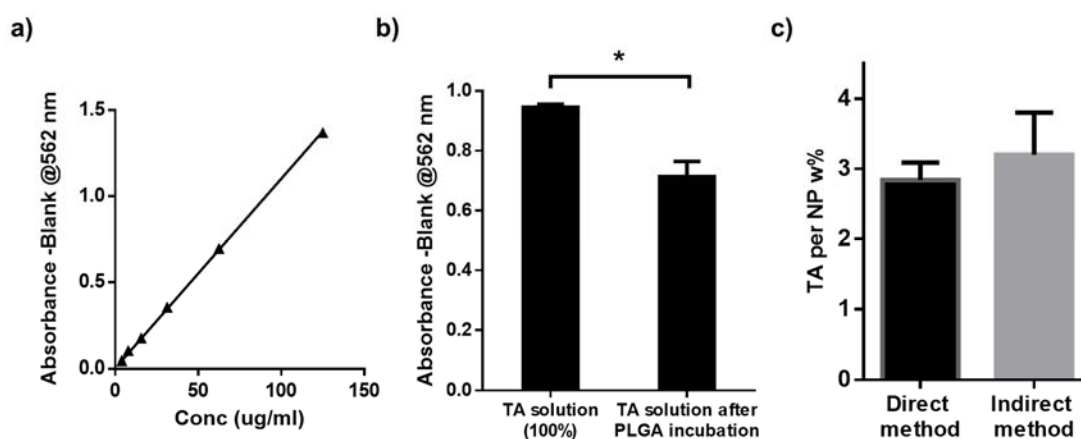 a)
Absorbance -Blank @562 nm
1.5
1.0
0.5
0.0
0
50
100
150
Conc (ug/ml)
b)
*
Absorbance -Blank @562 nm
1.0
0.8
0.6
0.4
0.2
0.0
TA solution
(100%)
TA solution after
PLGA incubation
c)
TA per NP w%
4
3
2
1
0
Direct
method
Indirect
method